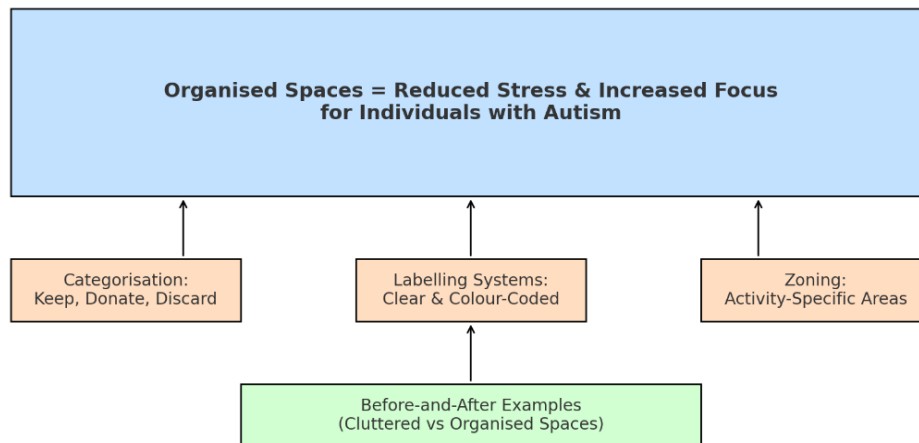 Organised Spaces = Reduced Stress & Increased Focus
for Individuals with Autism
Categorisation:
Keep, Donate, Discard
Labelling Systems:
Clear & Colour-Coded
Zoning:
Activity-Specific Areas
Before-and-After Examples
(Cluttered vs Organised Spaces)